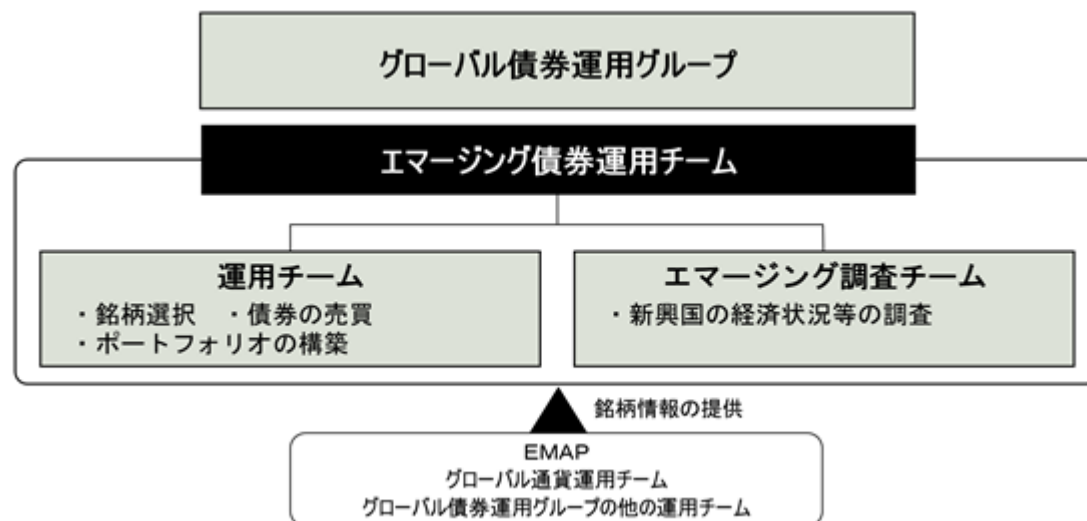 グローバル債券運用グループ
エマージング債券運用チーム
運用チーム
・銘柄選択　・債券の売買
・ポートフォリオの構築
エマージング調査チーム
・新興国の経済状況等の調査
銘柄情報の提供
EMAP
グローバル通貨運用チーム
グローバル債券運用グループの他の運用チーム